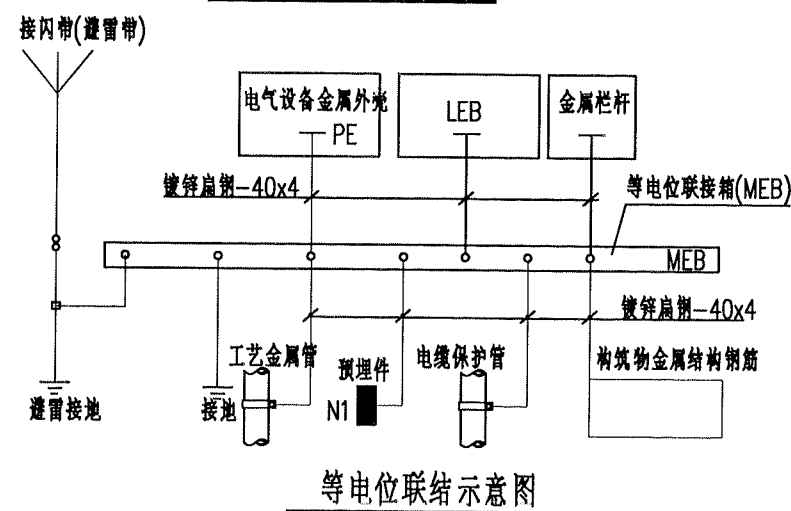 接闪带(避雷带)
电气设备金属外壳
PE
LEB
金属栏杆
镀锌扁钢-40x4
等电位联接箱(MEB)
MEB
镀锌扁钢-40x4
工艺金属管
预埋件
N1
电缆保护管
构筑物金属结构钢筋
避雷接地
接地
等电位联结示意图